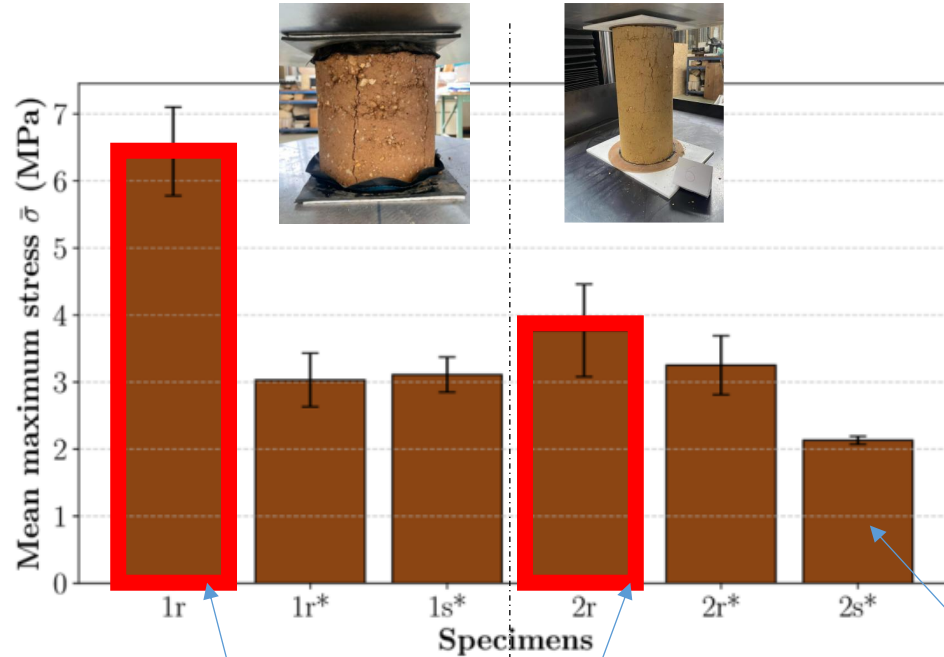 Mean maximum stress σ̄ (MPa)
7
6
5
4
3
2
1
0
1r 1r* 1s* 2r 2r* 2s*
Specimens